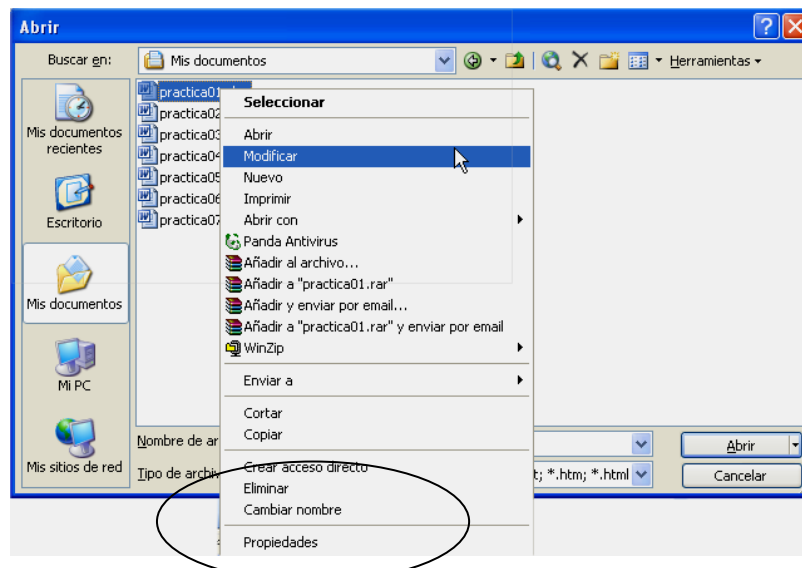 Abrir
Buscar en:
Mis documentos
Herramientas
Mis documentos
recientes
Escritorio
Mis documentos
Mi PC
Mis sitios de red
Seleccionar
Abrir
Modificar
Nuevo
Imprimir
Abrir con
Panda Antivirus
Añadir al archivo...
Añadir a "practica01.rar"
Añadir y enviar por email...
Añadir a "practica01.rar" y enviar por email
WinZip
Enviar a
Cortar
Copiar
Crear acceso directo
Eliminar
Cambiar nombre
Propiedades
practica01
practica02
practica03
practica04
practica05
practica06
practica07
Nombre de ar
Abrir
Tipo de archiv
t; *.htm; *.html
Cancelar